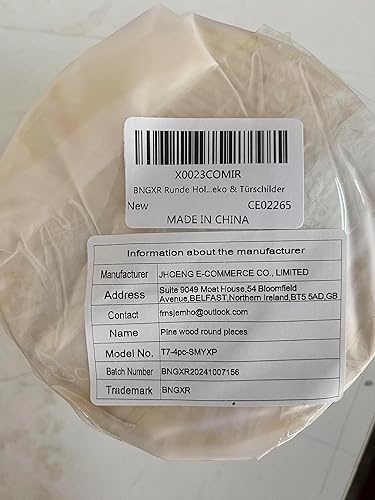 X0023COMIR
BNGXR Runde Hol...eko & Türschilder
New CE02265
MADE IN CHINA
Information about the manufacturer
Manufacturer JHOENG E-COMMERCE CO., LIMITED
Address Suite 9049 Moat House,54 Bloomfield
Avenue,BELFAST,Northern Ireland,BT5 5AD,GB
Contact frnsjemho@outlook.com
Name Pine wood round pieces
Model No. T7-4pc-SMYXP
Batch Number BNGXR20241007156
Trademark BNGXR